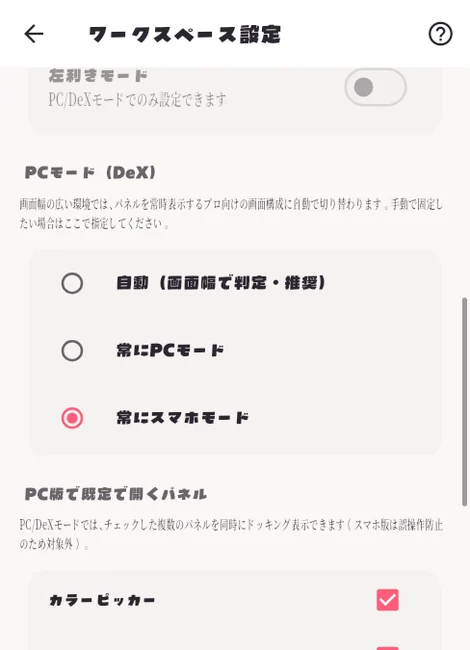 ワークスペース設定
左利きモード
PC/DeXモードでのみ設定できます
PCモード（DeX）
画面幅の広い環境では、パネルを常時表示するプロ向けの画面構成に自動で切り替わります。手動で固定し
たい場合はここで指定してください。
自動（画面幅で判定・推奨）
常にPCモード
常にスマホモード
PC版で既定で開くパネル
PC/DeXモードでは、チェックした複数のパネルを同時にドッキング表示できます（スマホ版は誤操作防止
のため対象外）。
カラーピッカー